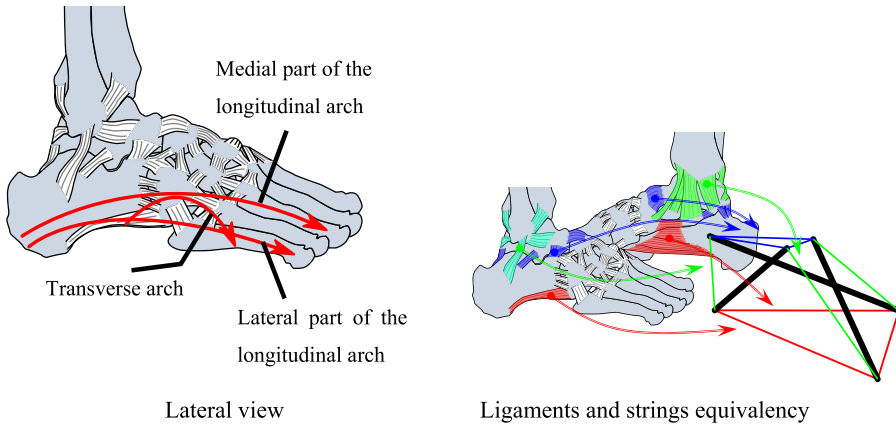 Medial part of the
longitudinal arch
Transverse arch
Lateral part of the
longitudinal arch
Lateral view
Ligaments and strings equivalency